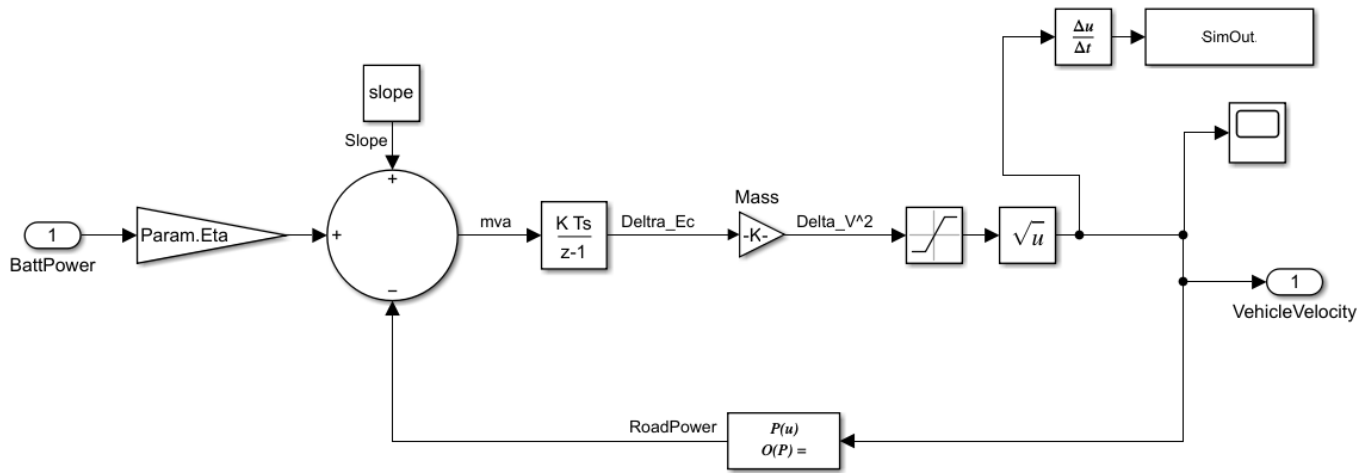 Δu
Δt
SimOut
slope
Slope
+
Mass
1
Param.Eta
+
mva
K Ts
z-1
Deltra_Ec
-K-
Delta_V^2
√u
BattPower
−
1
VehicleVelocity
RoadPower
P(u)
O(P) =